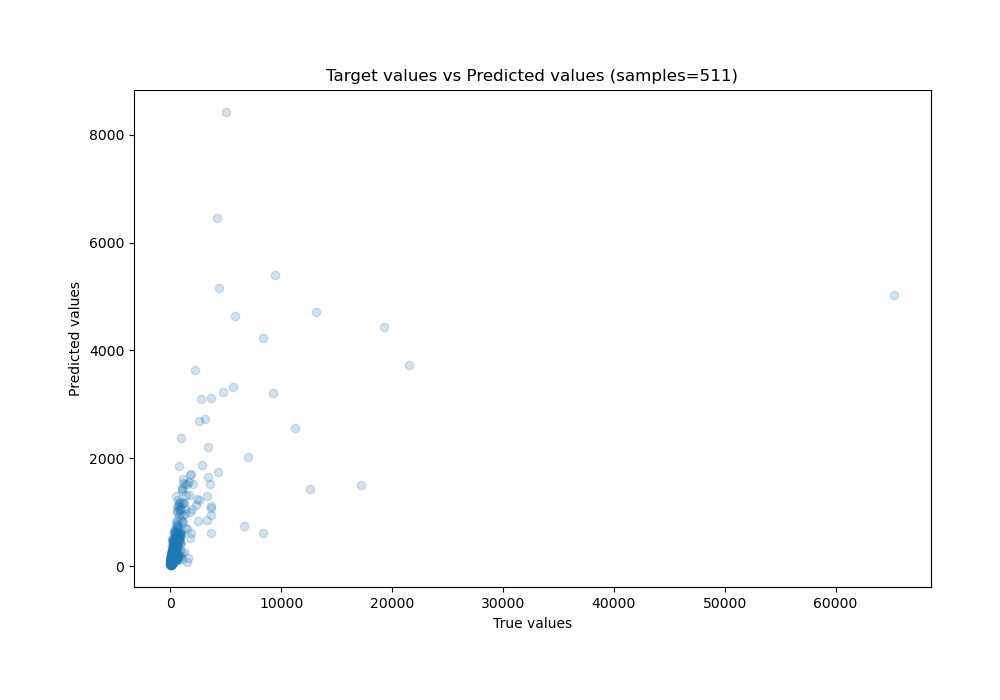 Target values vs Predicted values (samples=511)
8000
6000
4000
2000
0
Predicted values
0 10000 20000 30000 40000 50000 60000
True values